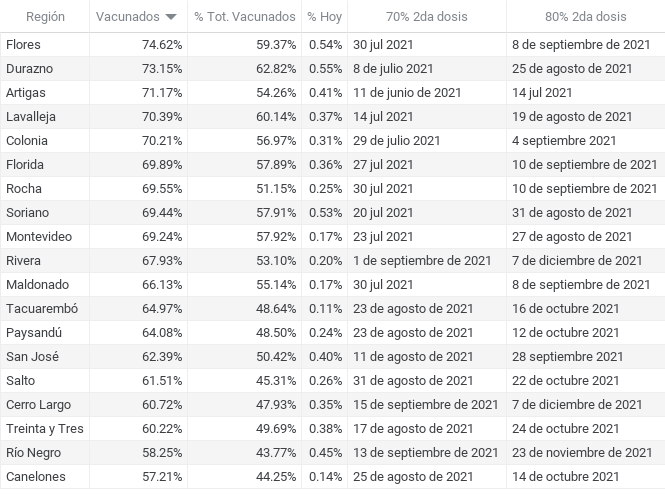 Región Vacunados % Tot. Vacunados % Hoy 70% 2da dosis 80% 2da dosis
Flores 74.62% 59.37% 0.54% 30 jul 2021 8 de septiembre de 2021
Durazno 73.15% 62.82% 0.55% 8 de julio 2021 25 de agosto de 2021
Artigas 71.17% 54.26% 0.41% 11 de junio de 2021 14 jul 2021
Lavalleja 70.39% 60.14% 0.37% 14 jul 2021 19 de agosto de 2021
Colonia 70.21% 56.97% 0.31% 29 de julio 2021 4 septiembre 2021
Florida 69.89% 57.89% 0.36% 27 jul 2021 10 de septiembre de 2021
Rocha 69.55% 51.15% 0.25% 30 jul 2021 10 de septiembre de 2021
Soriano 69.44% 57.91% 0.53% 20 jul 2021 31 de agosto de 2021
Montevideo 69.24% 57.92% 0.17% 23 jul 2021 27 de agosto de 2021
Rivera 67.93% 53.10% 0.20% 1 de septiembre de 2021 7 de diciembre de 2021
Maldonado 66.13% 55.14% 0.17% 30 jul 2021 8 de septiembre de 2021
Tacuarembó 64.97% 48.64% 0.11% 23 de agosto de 2021 16 de octubre 2021
Paysandú 64.08% 48.50% 0.24% 23 de agosto de 2021 12 de octubre 2021
San José 62.39% 50.42% 0.40% 11 de agosto de 2021 28 septiembre 2021
Salto 61.51% 45.31% 0.26% 31 de agosto de 2021 22 de octubre 2021
Cerro Largo 60.72% 47.93% 0.35% 15 de septiembre de 2021 7 de diciembre de 2021
Treinta y Tres 60.22% 49.69% 0.38% 17 de agosto de 2021 24 de octubre 2021
Río Negro 58.25% 43.77% 0.45% 13 de septiembre de 2021 23 de noviembre de 2021
Canelones 57.21% 44.25% 0.14% 25 de agosto de 2021 14 de octubre 2021